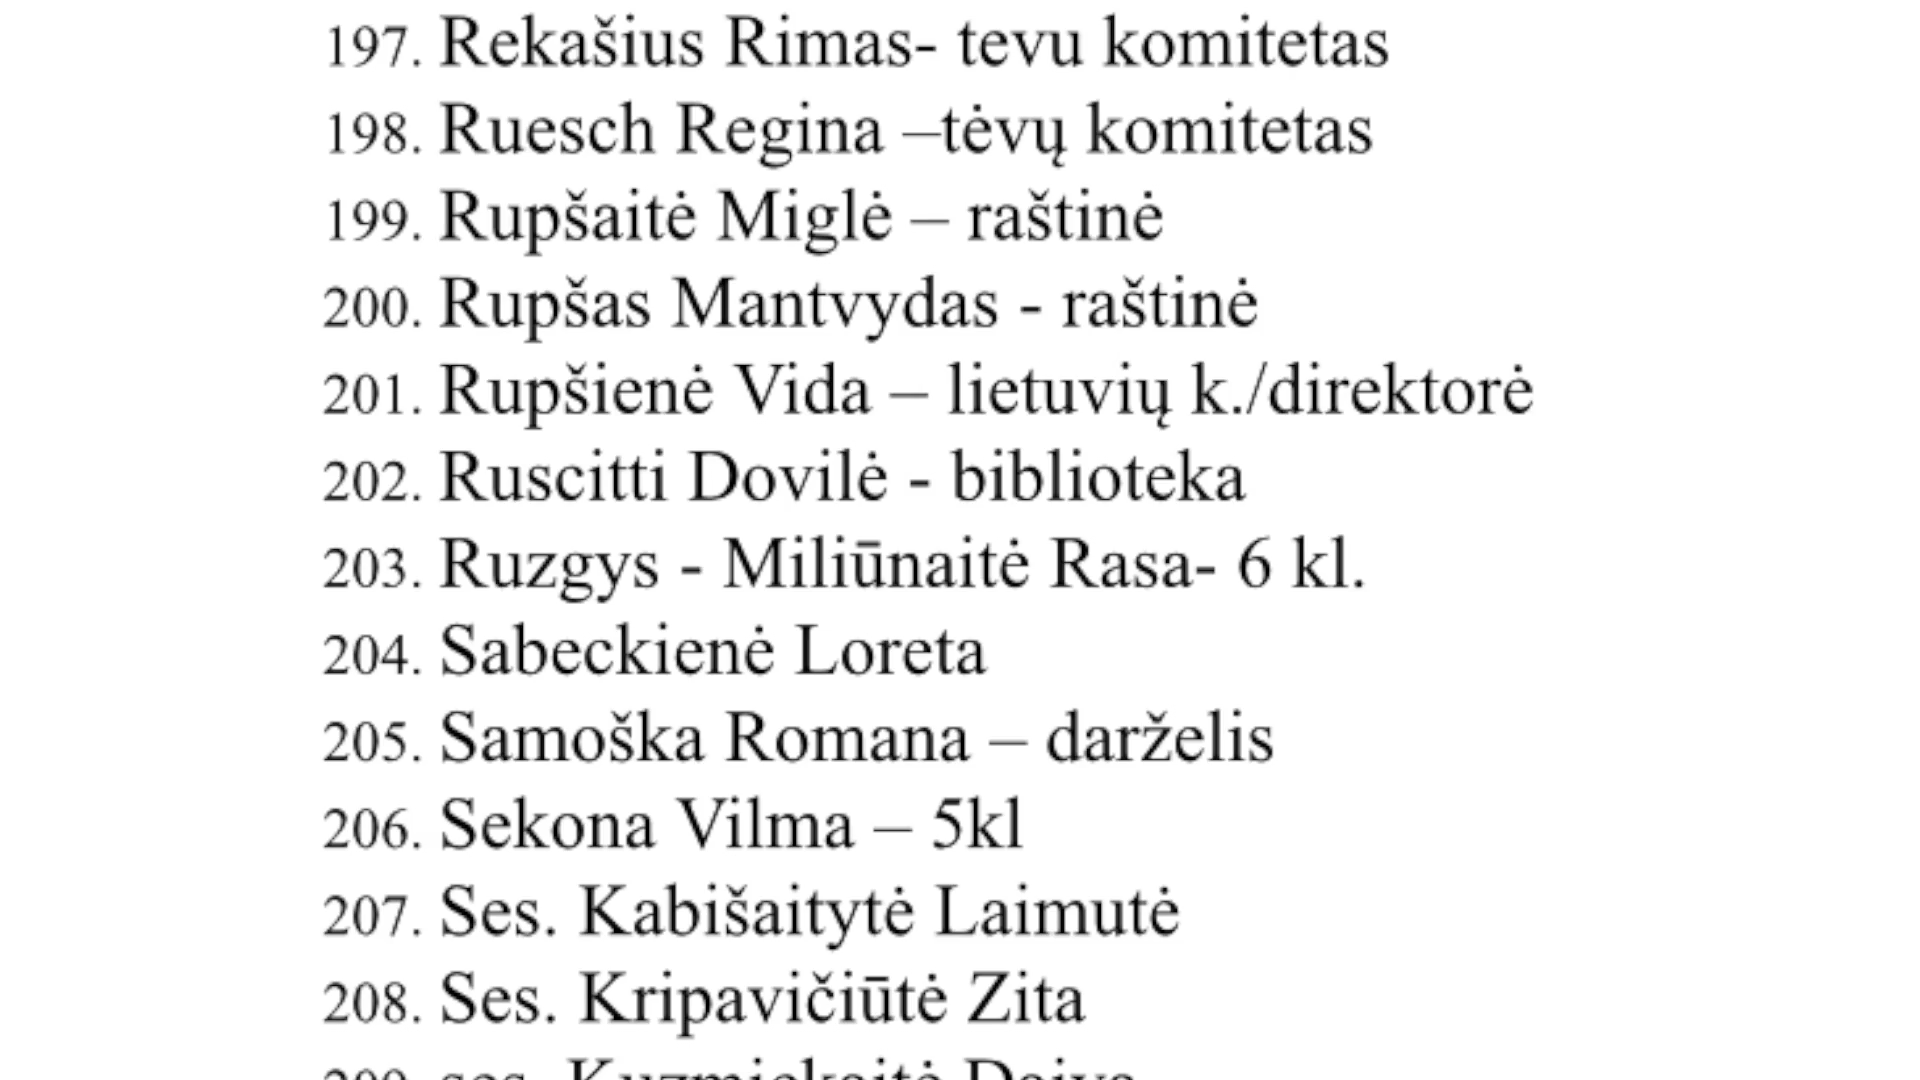 197. Rekašius Rimas- tevu komitetas
198. Ruesch Regina –tėvų komitetas
199. Rupšaitė Miglė – raštinė
200. Rupšas Mantvydas - raštinė
201. Rupšienė Vida – lietuvių k./direktorė
202. Ruscitti Dovilė - biblioteka
203. Ruzgys - Miliūnaitė Rasa- 6 kl.
204. Sabeckienė Loreta
205. Samoška Romana – darželis
206. Sekona Vilma – 5kl
207. Ses. Kabišaitytė Laimutė
208. Ses. Kripavičiūtė Zita
209. ses.